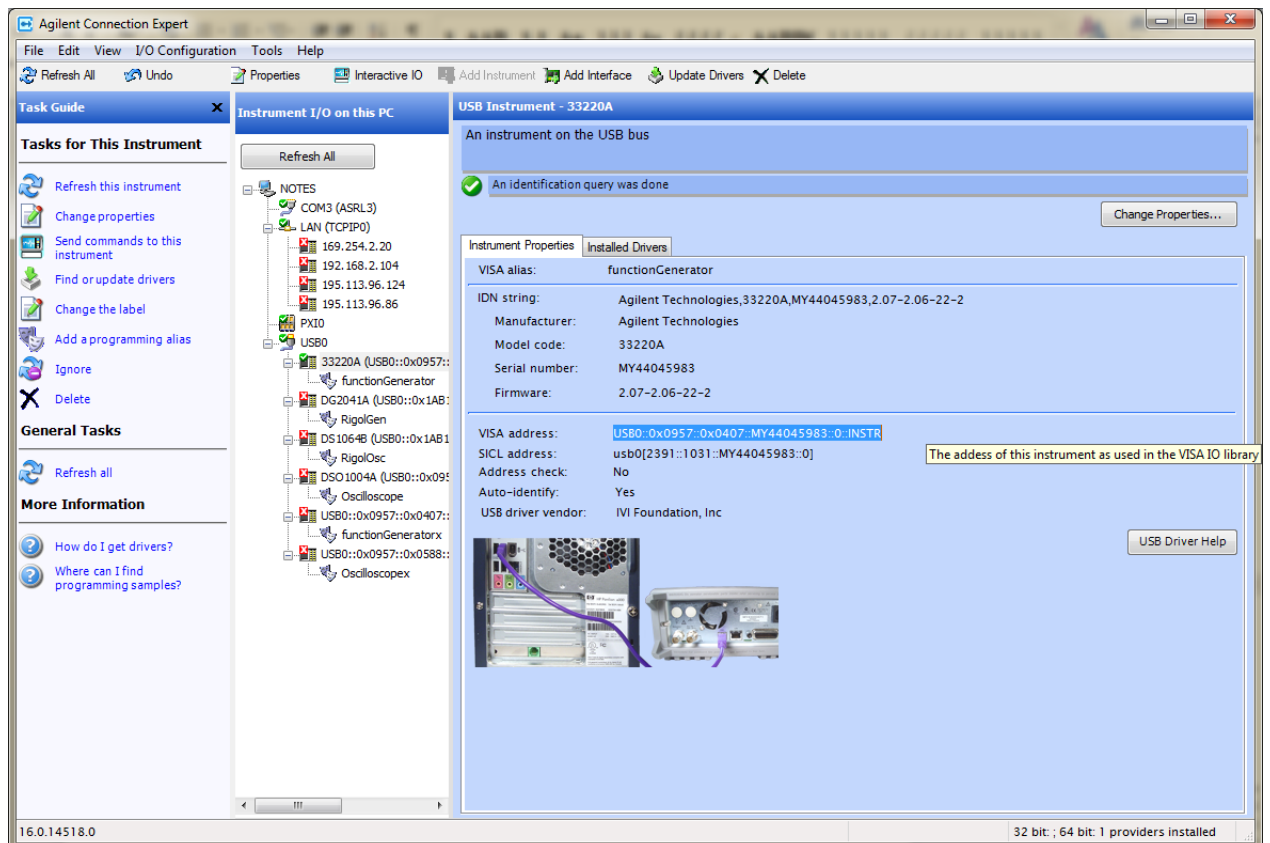 Agilent Connection Expert
File Edit View I/O Configuration Tools Help
Refresh All Undo Properties Interactive IO Add Instrument Add Interface Update Drivers Delete
Task Guide
Tasks for This Instrument
Refresh this instrument
Change properties
Send commands to this
instrument
Find or update drivers
Change the label
Add a programming alias
Ignore
Delete
General Tasks
Refresh all
More Information
How do I get drivers?
Where can I find
programming samples?
Instrument I/O on this PC
Refresh All
NOTES
COM3 (ASRL3)
LAN (TCPIP0)
169.254.2.20
192.168.2.104
195.113.96.124
195.113.96.86
PXI0
USB0
33220A (USB0::0x0957::
functionGenerator
DG2041A (USB0::0x1AB1
RigolGen
DS1064B (USB0::0x1AB1
RigolOsc
DSO1004A (USB0::0x095
Oscilloscope
USB0::0x0957::0x0407::
functionGeneratorx
USB0::0x0957::0x0588::
Oscilloscopex
USB Instrument - 33220A
An instrument on the USB bus
An identification query was done
Change Properties...
Instrument Properties Installed Drivers
VISA alias: functionGenerator
IDN string: Agilent Technologies,33220A,MY44045983,2.07-2.06-22-2
Manufacturer: Agilent Technologies
Model code: 33220A
Serial number: MY44045983
Firmware: 2.07-2.06-22-2
VISA address: USB0::0x0957::0x0407::MY44045983::0::INSTR
The addess of this instrument as used in the VISA IO library
SICL address: usb0[2391::1031::MY44045983::0]
Address check: No
Auto-identify: Yes
USB driver vendor: IVI Foundation, Inc
USB Driver Help
16.0.14518.0
32 bit: ; 64 bit: 1 providers installed